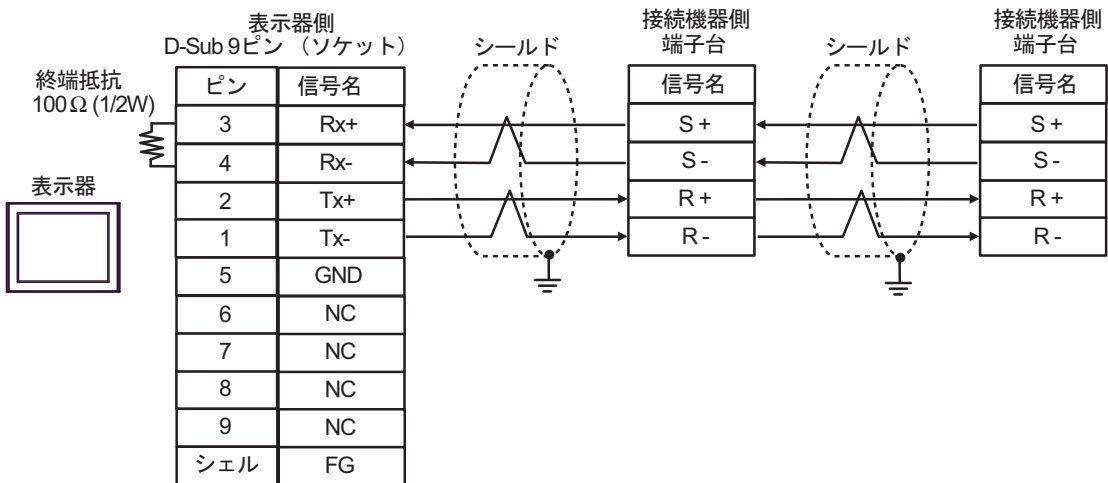 表示器側
D-Sub 9ピン （ソケット）
シールド
接続機器側
端子台
シールド
接続機器側
端子台
終端抵抗
100Ω (1/2W)
表示器
ピン 信号名
3 Rx+
4 Rx-
2 Tx+
1 Tx-
5 GND
6 NC
7 NC
8 NC
9 NC
シェル FG
信号名
S+
S-
R+
R-
信号名
S+
S-
R+
R-